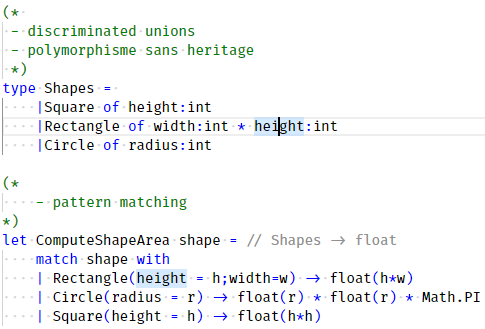 (*
- discriminated unions
- polymorphisme sans heritage
*)
type Shapes =
|Square of height:int
|Rectangle of width:int * height:int
|Circle of radius:int
(*
- pattern matching
*)
let ComputeShapeArea shape = // Shapes -> float
match shape with
| Rectangle(height = h;width=w) -> float(h*w)
| Circle(radius = r) -> float(r) * float(r) * Math.PI
| Square(height = h) -> float(h*h)